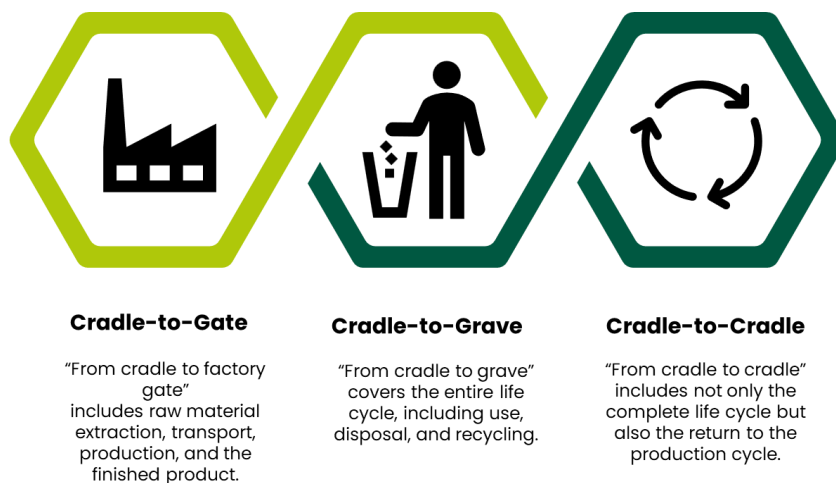 Cradle-to-Gate
“From cradle to factory
gate”
includes raw material
extraction, transport,
production, and the
finished product.
Cradle-to-Grave
“From cradle to grave”
covers the entire life
cycle, including use,
disposal, and recycling.
Cradle-to-Cradle
“From cradle to cradle”
includes not only the
complete life cycle but
also the return to the
production cycle.